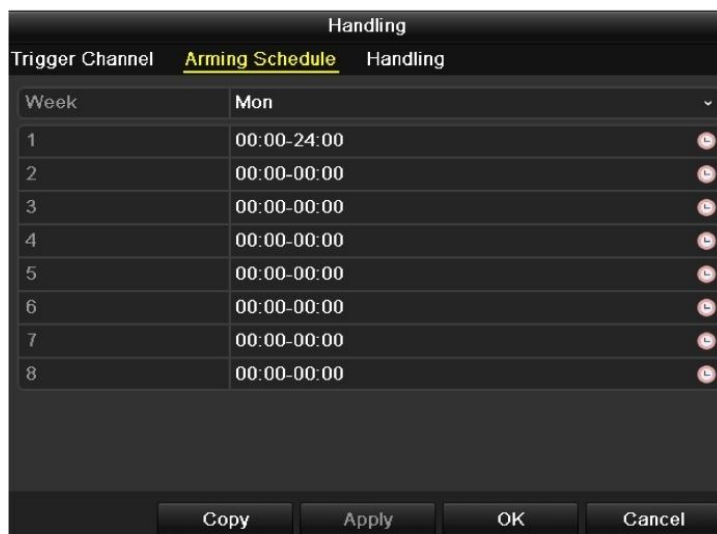 Handling
Trigger Channel Arming Schedule Handling
Week Mon
1 00:00-24:00
2 00:00-00:00
3 00:00-00:00
4 00:00-00:00
5 00:00-00:00
6 00:00-00:00
7 00:00-00:00
8 00:00-00:00
Copy Apply OK Cancel